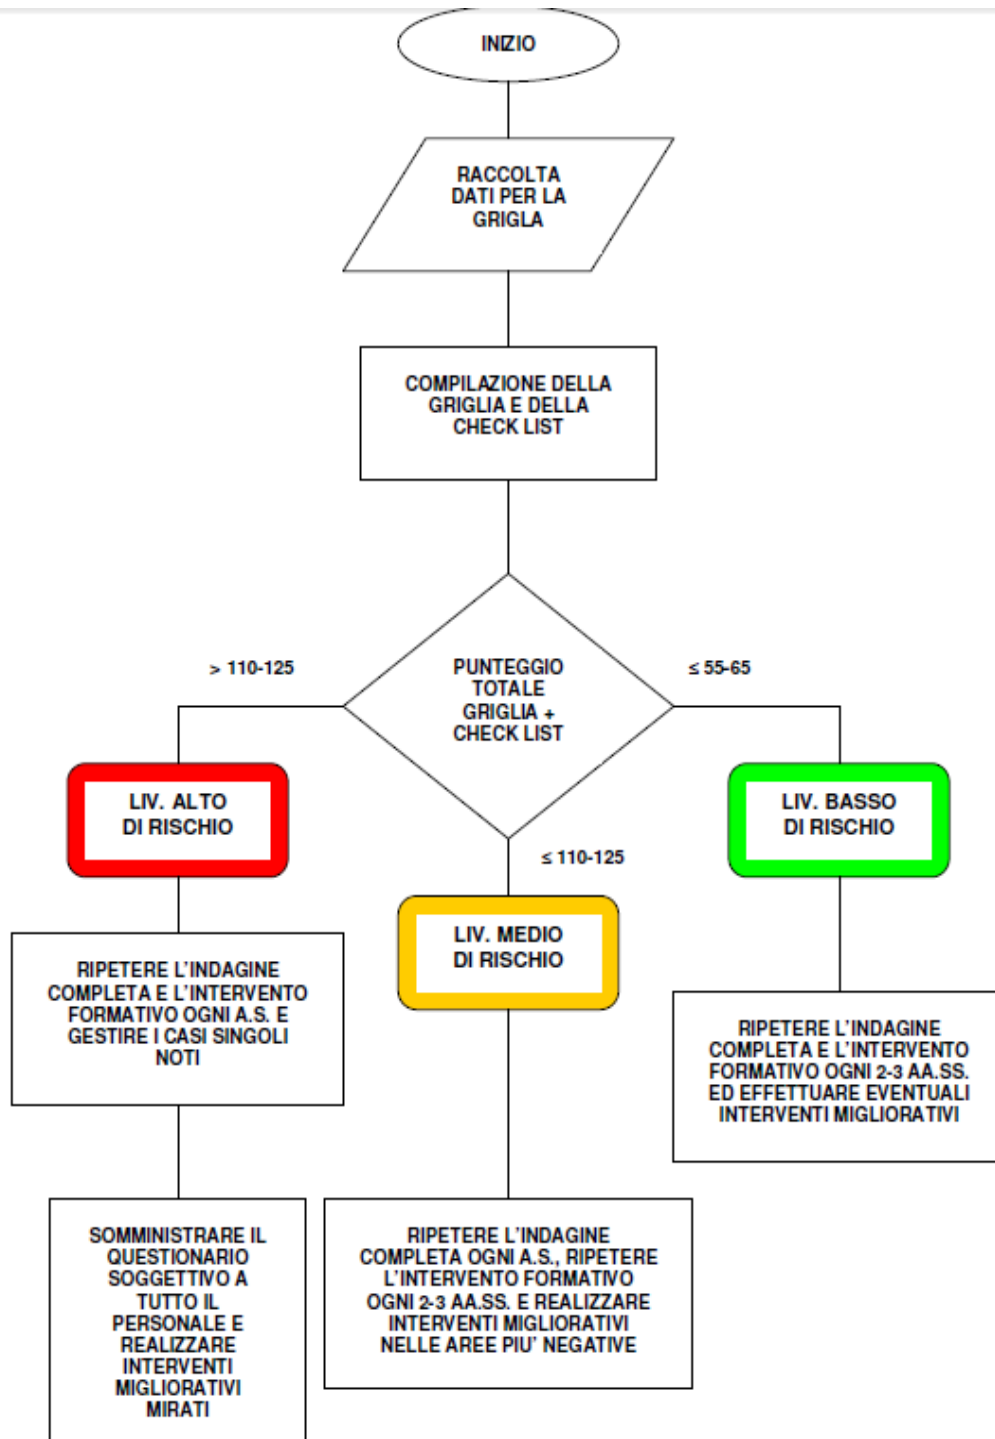 INIZIO
RACCOLTA
DATI PER LA
GRIGLA
COMPILAZIONE DELLA
GRIGLIA E DELLA
CHECK LIST
> 110-125
PUNTEGGIO
TOTALE
GRIGLIA +
CHECK LIST
≤ 55-65
LIV. ALTO
DI RISCHIO
≤ 110-125
LIV. MEDIO
DI RISCHIO
LIV. BASSO
DI RISCHIO
RIPETERE L'INDAGINE
COMPLETA E L'INTERVENTO
FORMATIVO OGNI A.S. E
GESTIRE I CASI SINGOLI
NOTI
RIPETERE L'INDAGINE
COMPLETA E L'INTERVENTO
FORMATIVO OGNI 2-3 AA.SS.
ED EFFETTUARE EVENTUALI
INTERVENTI MIGLIORATIVI
SOMMINISTRARE IL
QUESTIONARIO
SOGGETTIVO A
TUTTO IL
PERSONALE E
REALIZZARE
INTERVENTI
MIGLIORATIVI
MIRATI
RIPETERE L'INDAGINE
COMPLETA OGNI A.S., RIPETERE
L'INTERVENTO FORMATIVO
OGNI 2-3 AA.SS. E REALIZZARE
INTERVENTI MIGLIORATIVI
NELLE AREE PIU' NEGATIVE